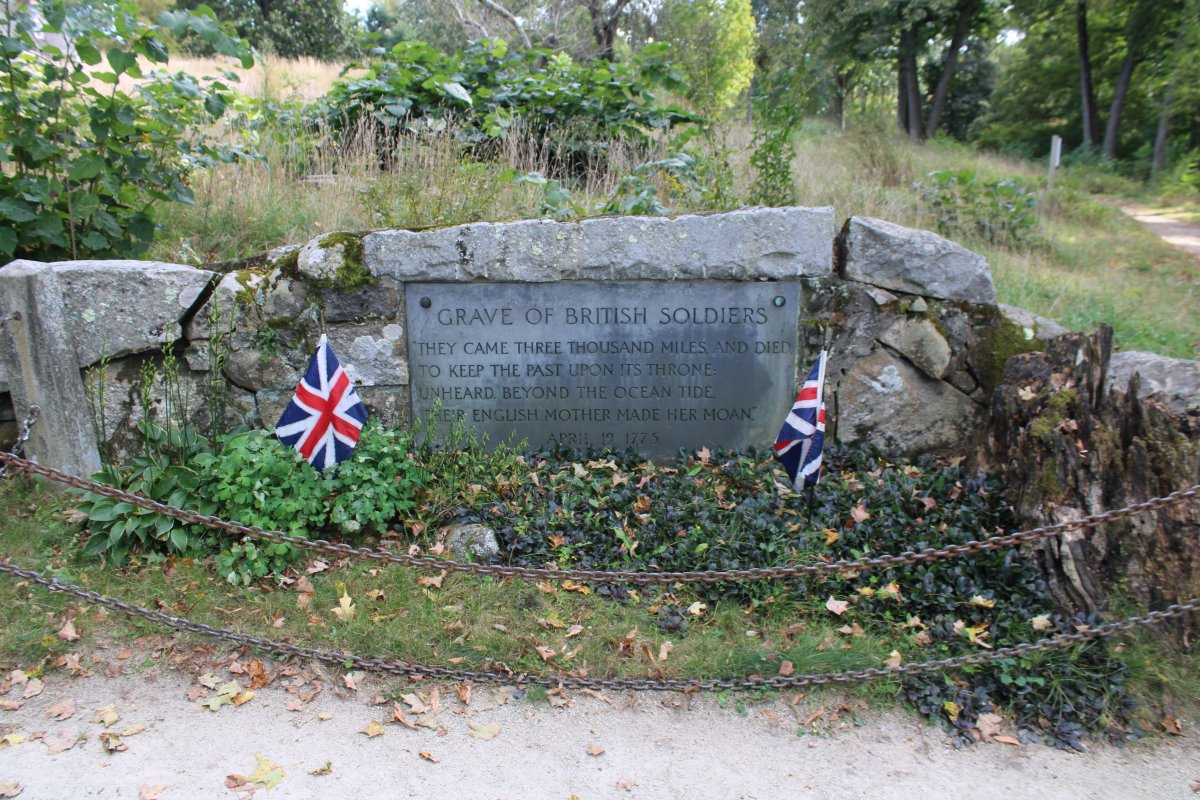 GRAVE OF BRITISH SOLDIERS
"THEY CAME THREE THOUSAND MILES, AND DIED,
TO KEEP THE PAST UPON ITS THRONE:
UNHEARD, BEYOND THE OCEAN TIDE,
THEIR ENGLISH MOTHER MADE HER MOAN."
APRIL 19, 1775